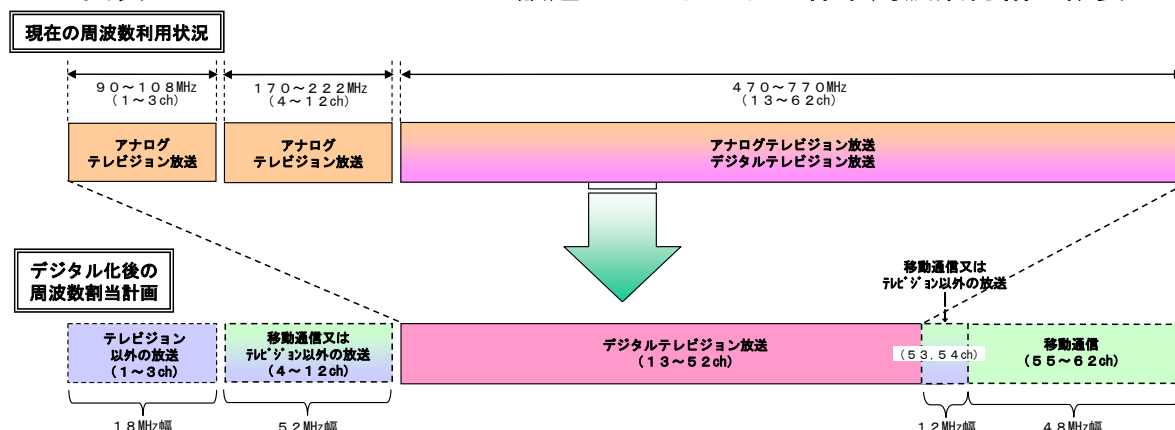 現在の周波数利用状況
90～108MHz
(1～3ch)
170～222MHz
(4～12ch)
470～770MHz
(13～62ch)
アナログ
テレビジョン放送
アナログ
テレビジョン放送
アナログテレビジョン放送
デジタルテレビジョン放送
デジタル化後の
周波数割当計画
移動通信又は
テレビジョン以外の放送
テレビジョン
以外の放送
(1～3ch)
移動通信又は
テレビジョン以外の放送
(4～12ch)
デジタルテレビジョン放送
(13～52ch)
(53,54ch)
移動通信
(55～62ch)
18MHz幅
52MHz幅
12MHz幅
48MHz幅